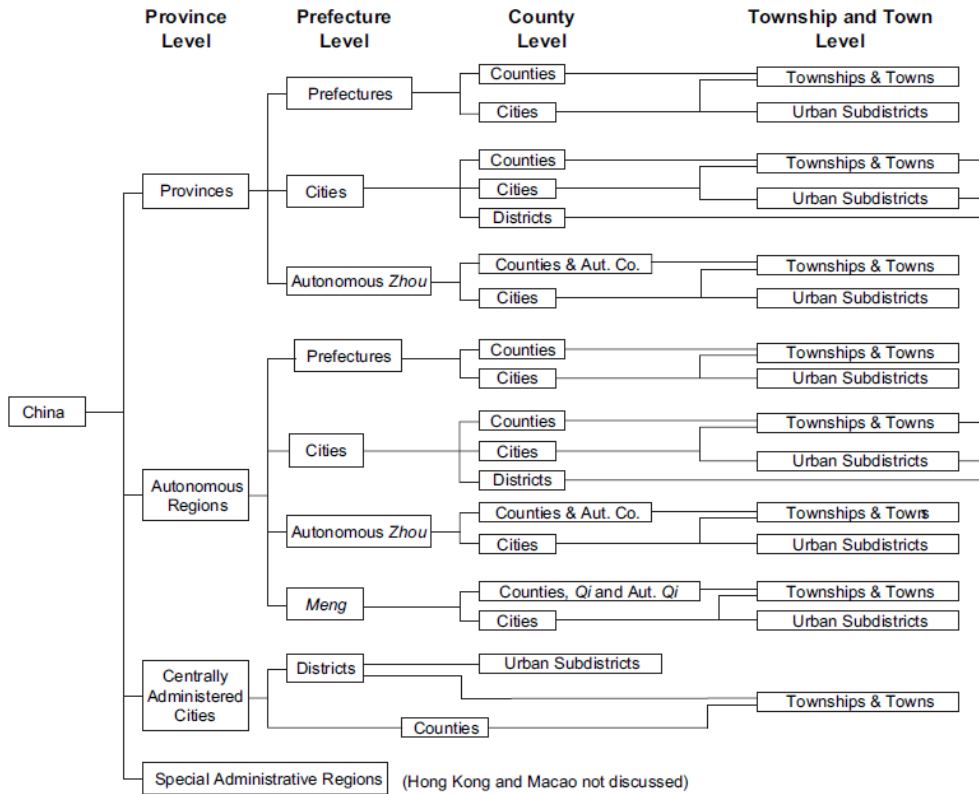 Province Level
Prefecture Level
County Level
Township and Town Level
Counties
Townships & Towns
Prefectures
Cities
Urban Subdistricts
Counties
Townships & Towns
Provinces
Cities
Cities
Urban Subdistricts
Districts
Counties & Aut. Co.
Townships & Towns
Autonomous Zhou
Cities
Urban Subdistricts
Prefectures
Counties
Townships & Towns
Cities
Urban Subdistricts
China
Counties
Townships & Towns
Cities
Cities
Urban Subdistricts
Districts
Autonomous Regions
Counties & Aut. Co.
Townships & Towns
Autonomous Zhou
Cities
Urban Subdistricts
Counties, Qi and Aut. Qi
Townships & Towns
Meng
Cities
Urban Subdistricts
Centrally Administered Cities
Districts
Urban Subdistricts
Townships & Towns
Counties
Special Administrative Regions
(Hong Kong and Macao not discussed)